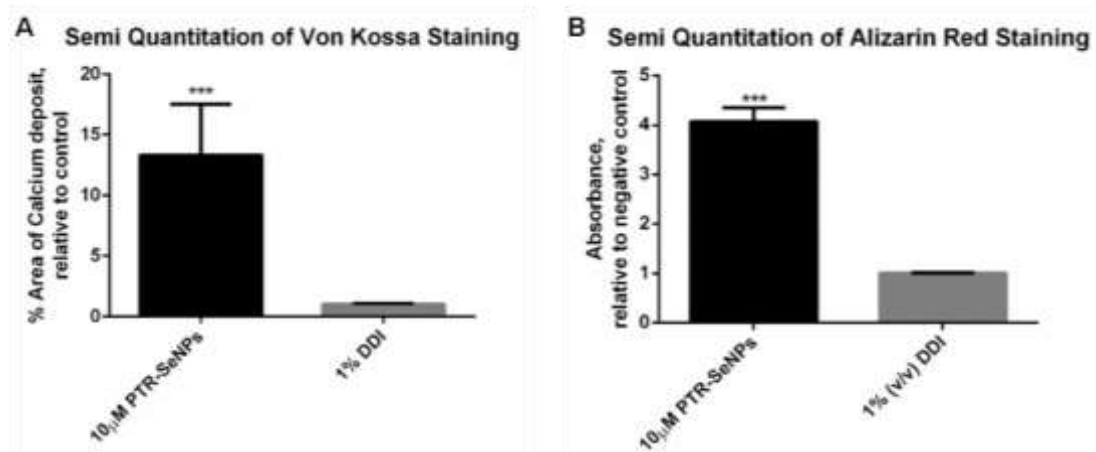 A Semi Quantitation of Von Kossa Staining
% Area of Calcium deposit,
relative to control
20
15
10
5
0
***
10μM PTR-SeNPs
1% DDI
B Semi Quantitation of Alizarin Red Staining
Absorbance,
relative to negative control
5
4
3
2
1
0
***
10μM PTR-SeNPs
1% (v/v) DDI